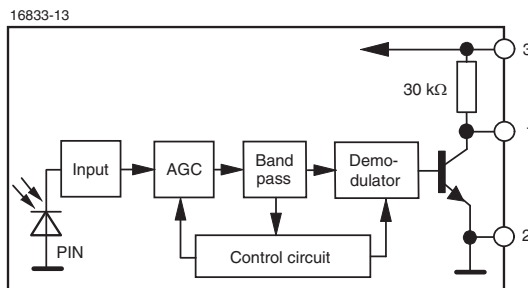 16833-13
3
30 kΩ
1
Input
AGC
Band
pass
Demo-
dulator
PIN
Control circuit
2